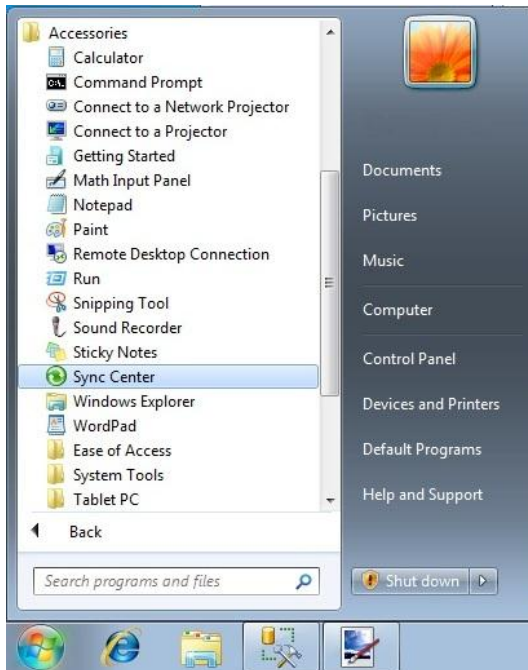 Accessories
Calculator
Command Prompt
Connect to a Network Projector
Connect to a Projector
Getting Started
Math Input Panel
Notepad
Paint
Remote Desktop Connection
Run
Snipping Tool
Sound Recorder
Sticky Notes
Sync Center
Windows Explorer
WordPad
Ease of Access
System Tools
Tablet PC
Back
Search programs and files
Documents
Pictures
Music
Computer
Control Panel
Devices and Printers
Default Programs
Help and Support
Shut down